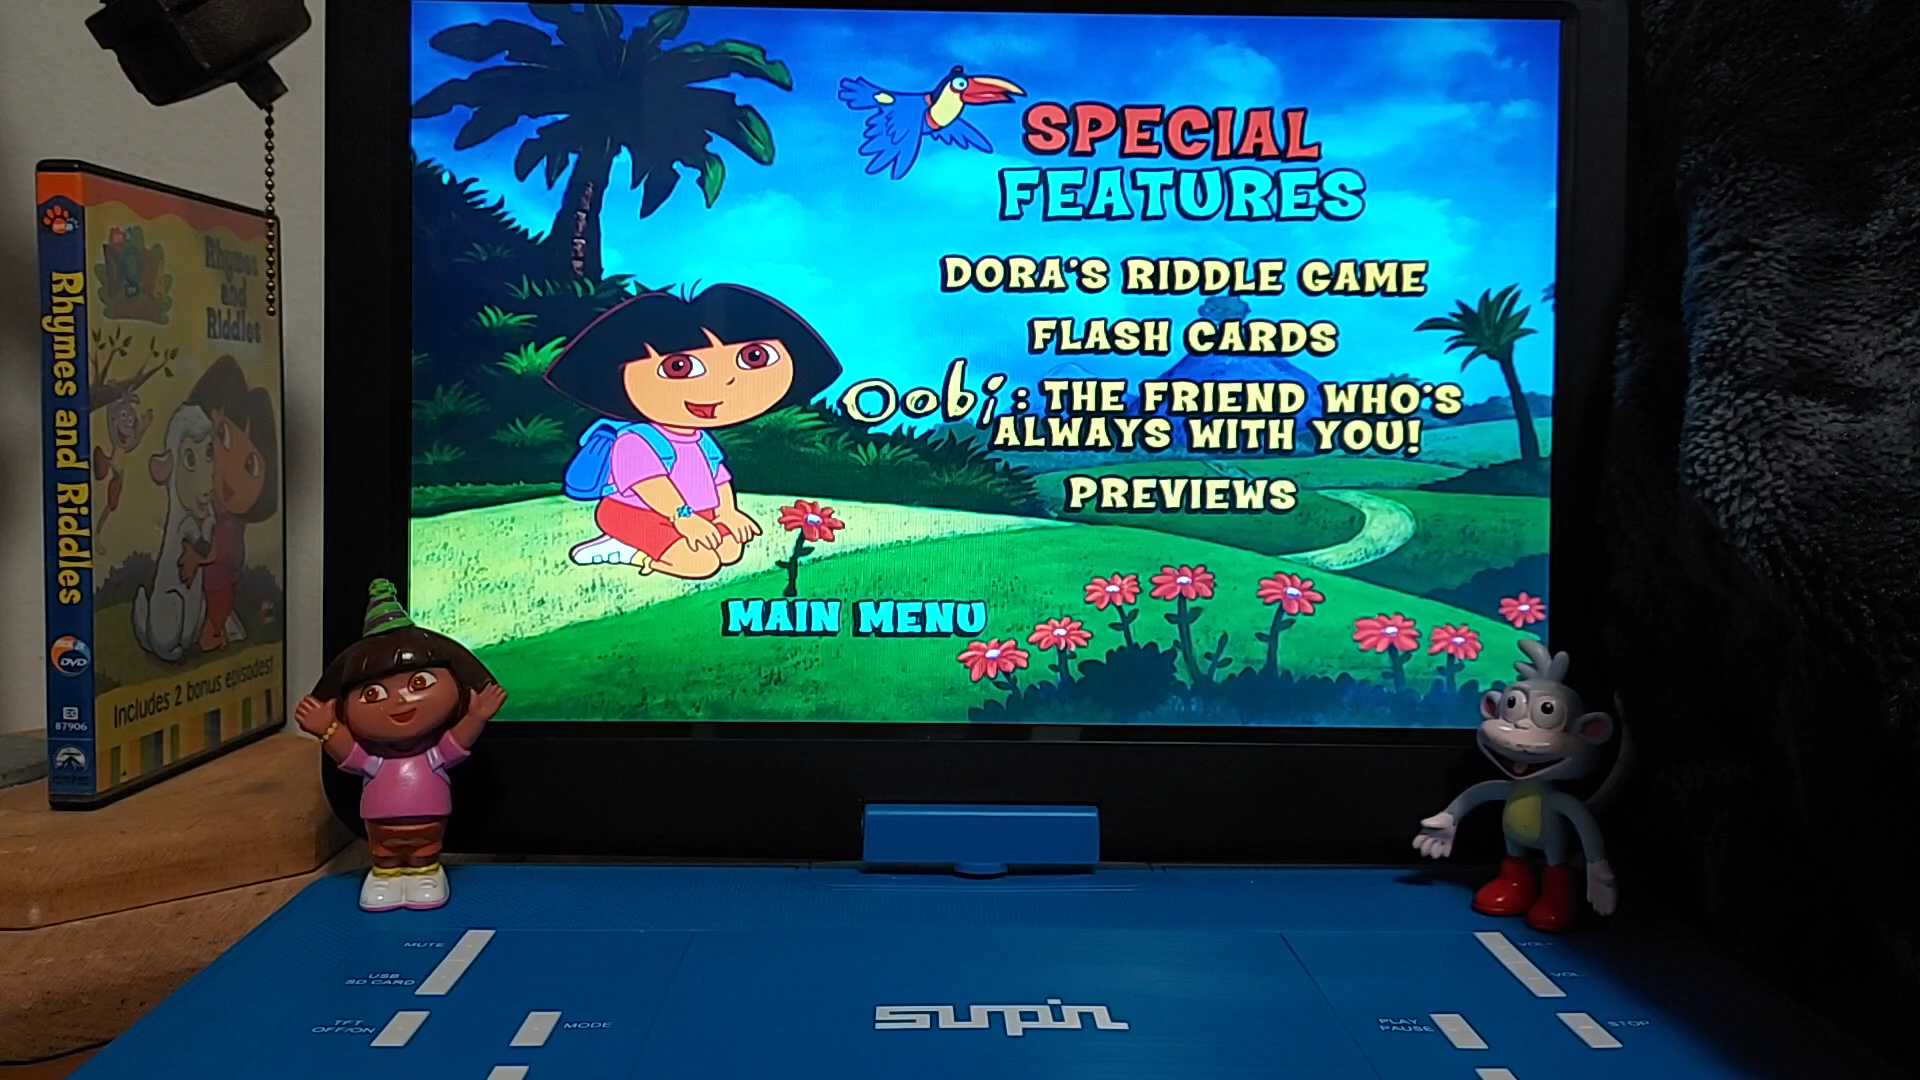 Rhymes and Riddles
DVD
87906
Rhymes
and
Riddles
Includes 2 bonus episodes!
SPECIAL
FEATURES
DORA'S RIDDLE GAME
FLASH CARDS
Oobi: THE FRIEND WHO'S
ALWAYS WITH YOU!
PREVIEWS
MAIN MENU
MUTE
USB
SD CARD
TFT
OFF/ON
MODE
SUNPIN
VOL+
VOL-
PLAY
PAUSE
STOP